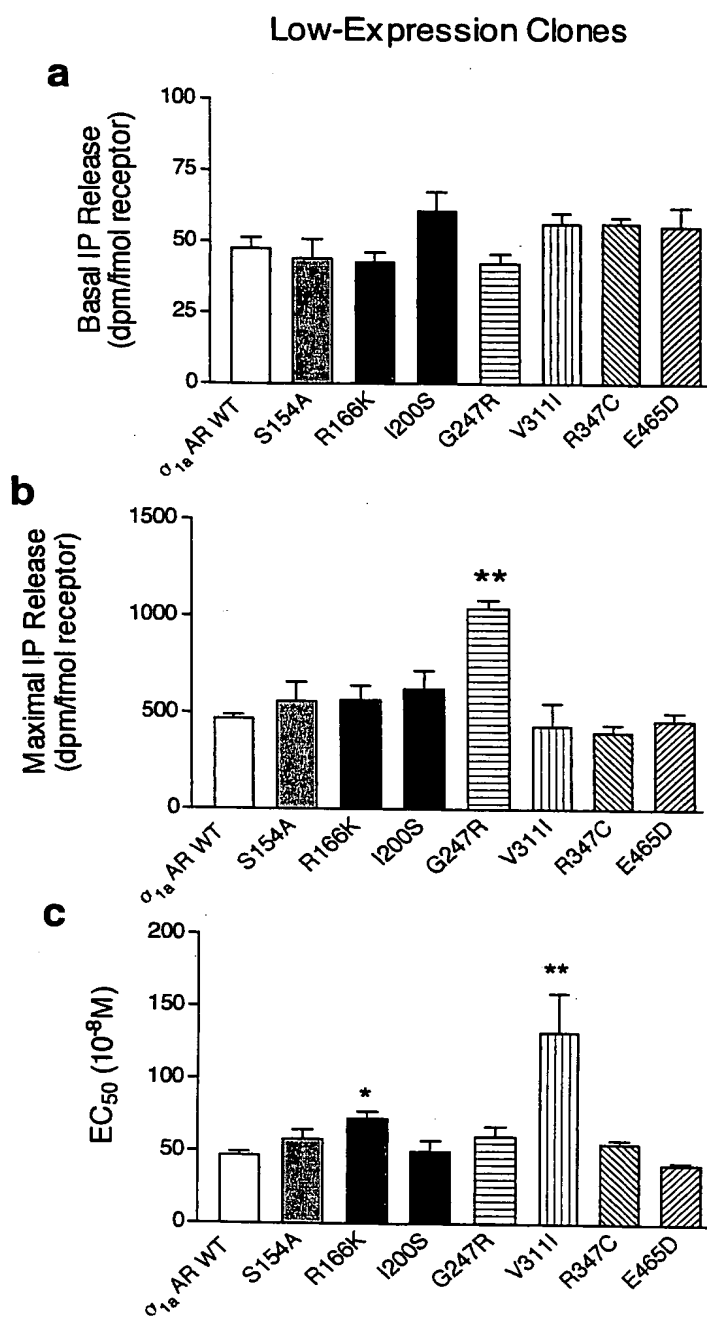 Low-Expression Clones
a
Basal IP Release
(dpm/fmol receptor)
100
75
50
25
0
σ1a AR WT
S154A
R166K
I200S
G247R
V311I
R347C
E465D
b
Maximal IP Release
(dpm/fmol receptor)
1500
1000
500
0
**
σ1a AR WT
S154A
R166K
I200S
G247R
V311I
R347C
E465D
c
EC50 (10-8M)
200
150
100
50
0
*
**
σ1a AR WT
S154A
R166K
I200S
G247R
V311I
R347C
E465D